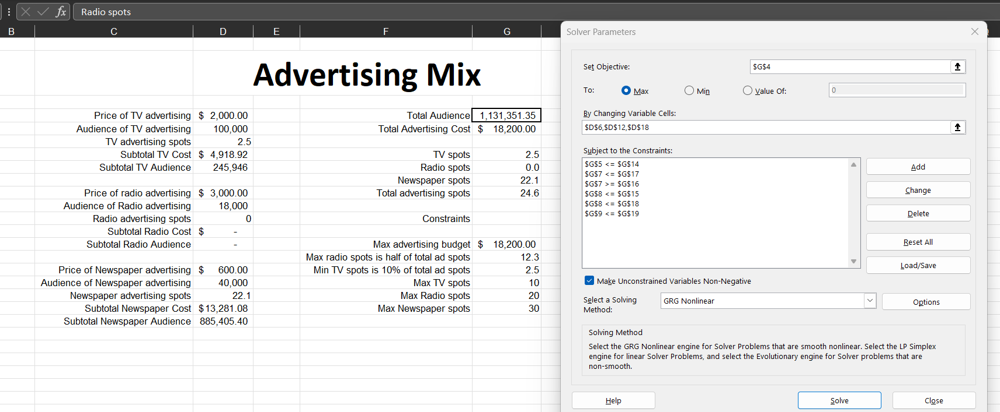 fx Radio spots
B C D E F G
Advertising Mix
Price of TV advertising $ 2,000.00 Total Audience 1,131,351.35
Audience of TV advertising 100,000 Total Advertising Cost $ 18,200.00
TV advertising spots 2.5
Subtotal TV Cost $ 4,918.92 TV spots 2.5
Subtotal TV Audience 245,946 Radio spots 0.0
Newspaper spots 22.1
Price of radio advertising $ 3,000.00 Total advertising spots 24.6
Audience of Radio advertising 18,000
Radio advertising spots 0 Constraints
Subtotal Radio Cost $ -
Subtotal Radio Audience - Max advertising budget $ 18,200.00
Max radio spots is half of total ad spots 12.3
Price of Newspaper advertising $ 600.00 Min TV spots is 10% of total ad spots 2.5
Audience of Newspaper advertising 40,000 Max TV spots 10
Newspaper advertising spots 22.1 Max Radio spots 20
Subtotal Newspaper Cost $13,281.08 Max Newspaper spots 30
Subtotal Newspaper Audience 885,405.40
Solver Parameters
Set Objective: $G$4
To: Max Min Value Of: 0
By Changing Variable Cells:
$D$6,$D$12,$D$18
Subject to the Constraints:
$G$5 <= $G$14
$G$7 <= $G$17
$G$7 >= $G$16
$G$8 <= $G$15
$G$8 <= $G$18
$G$9 <= $G$19
Add
Change
Delete
Reset All
Load/Save
Make Unconstrained Variables Non-Negative
Select a Solving
Method:
GRG Nonlinear
Options
Solving Method
Select the GRG Nonlinear engine for Solver Problems that are smooth nonlinear. Select the LP Simplex
engine for linear Solver Problems, and select the Evolutionary engine for Solver problems that are
non-smooth.
Help Solve Close